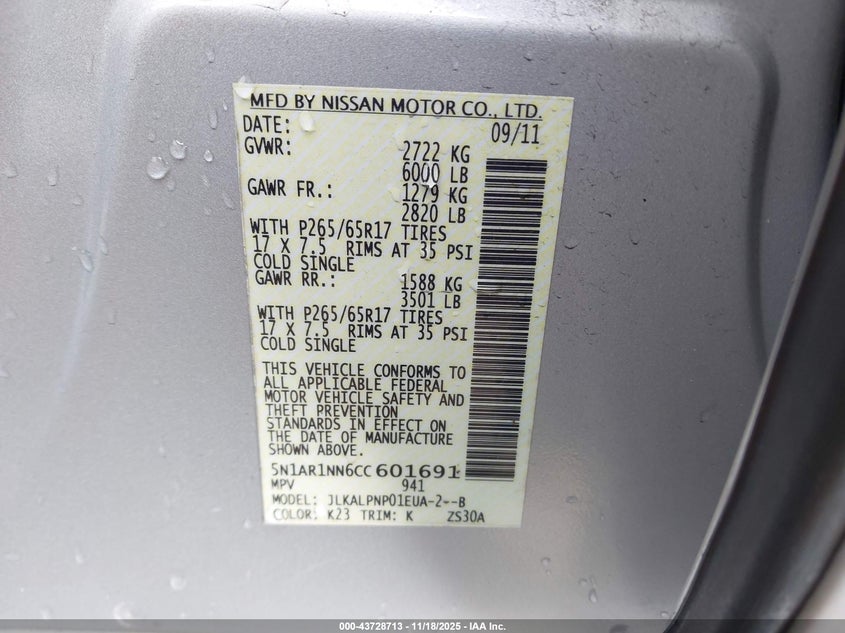 MFD BY NISSAN MOTOR CO., LTD.
DATE: 09/11
GVWR: 2722 KG
6000 LB
GAWR FR.: 1279 KG
2820 LB
WITH P265/65R17 TIRES
17 X 7.5 RIMS AT 35 PSI
COLD SINGLE
GAWR RR.: 1588 KG
3501 LB
WITH P265/65R17 TIRES
17 X 7.5 RIMS AT 35 PSI
COLD SINGLE
THIS VEHICLE CONFORMS TO
ALL APPLICABLE FEDERAL
MOTOR VEHICLE SAFETY AND
THEFT PREVENTION
STANDARDS IN EFFECT ON
THE DATE OF MANUFACTURE
SHOWN ABOVE.
5N1AR1NN6CC601691
MPV 941
MODEL: JLKALPNP01EUA-2--B
COLOR: K23 TRIM: K ZS30A
000-43728713 - 11/18/2025 - IAA Inc.